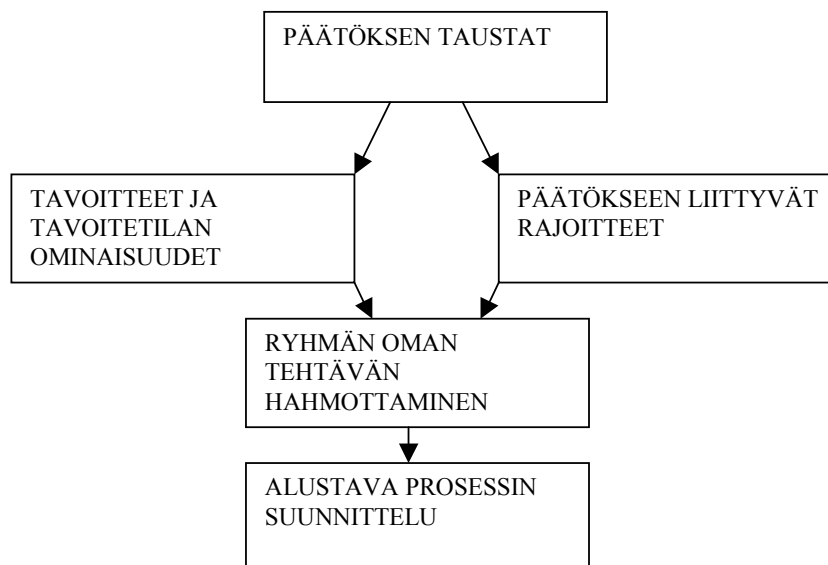 PÄÄTÖKSEN TAUSTAT
TAVOITTEET JA
TAVOITETILAN
OMINAISUUDET
PÄÄTÖKSEEN LIITTYVÄT
RAJOITTEET
RYHMÄN OMAN
TEHTÄVÄN
HAHMOTTAMINEN
ALUSTAVA PROSESSIN
SUUNNITTELU